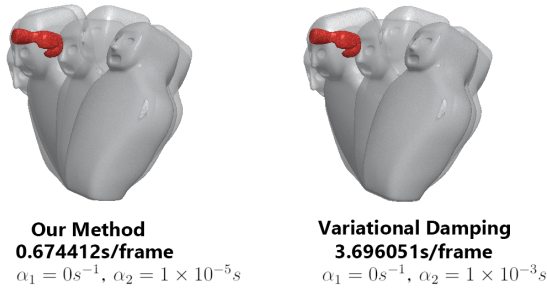 Our Method
0.674412s/frame
α₁ = 0s⁻¹, α₂ = 1 × 10⁻⁵s
Variational Damping
3.696051s/frame
α₁ = 0s⁻¹, α₂ = 1 × 10⁻³s